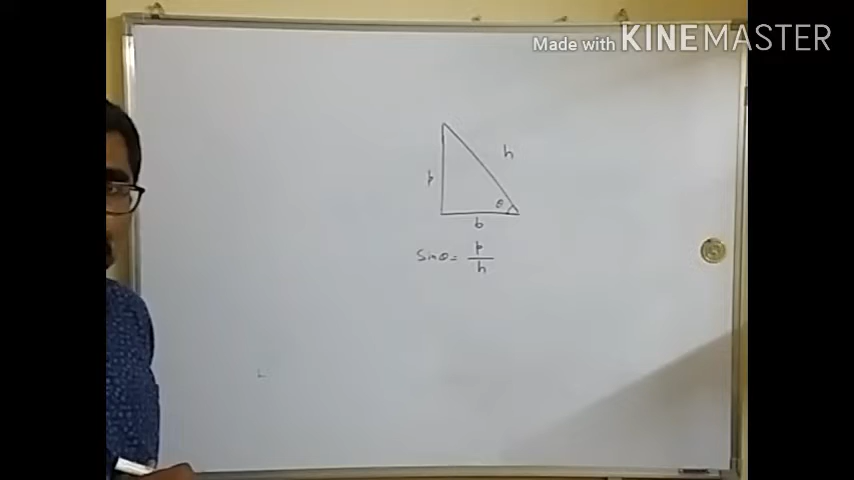 Made with KINEMASTER
h
p
θ
b
Sinθ = p/h